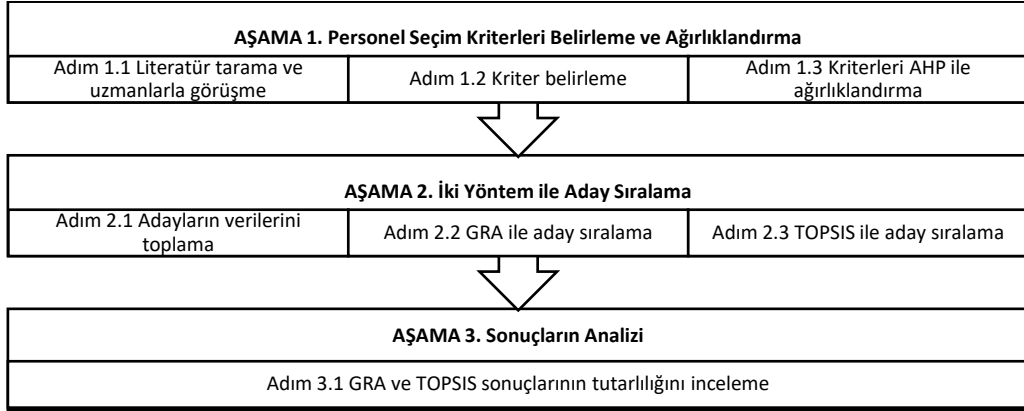 AŞAMA 1. Personel Seçim Kriterleri Belirleme ve Ağırlıklandırma
Adım 1.1 Literatür tarama ve
uzmanlarla görüşme
Adım 1.2 Kriter belirleme
Adım 1.3 Kriterleri AHP ile
ağırlıklandırma
AŞAMA 2. İki Yöntem ile Aday Sıralama
Adım 2.1 Adayların verilerini
toplama
Adım 2.2 GRA ile aday sıralama
Adım 2.3 TOPSIS ile aday sıralama
AŞAMA 3. Sonuçların Analizi
Adım 3.1 GRA ve TOPSIS sonuçlarının tutarlılığını inceleme